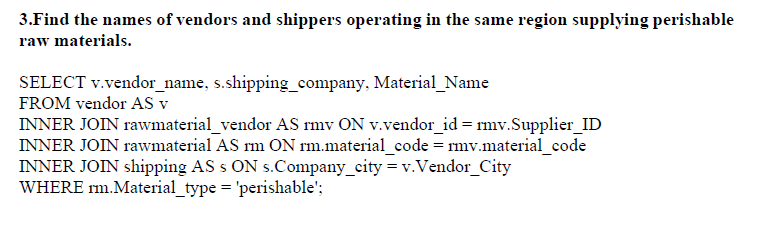 3.Find the names of vendors and shippers operating in the same region supplying perishable
raw materials.
SELECT v.vendor_name, s.shipping_company, Material_Name
FROM vendor AS v
INNER JOIN rawmaterial_vendor AS rmv ON v.vendor_id = rmv.Supplier_ID
INNER JOIN rawmaterial AS rm ON rm.material_code = rmv.material_code
INNER JOIN shipping AS s ON s.Company_city = v.Vendor_City
WHERE rm.Material_type = 'perishable';